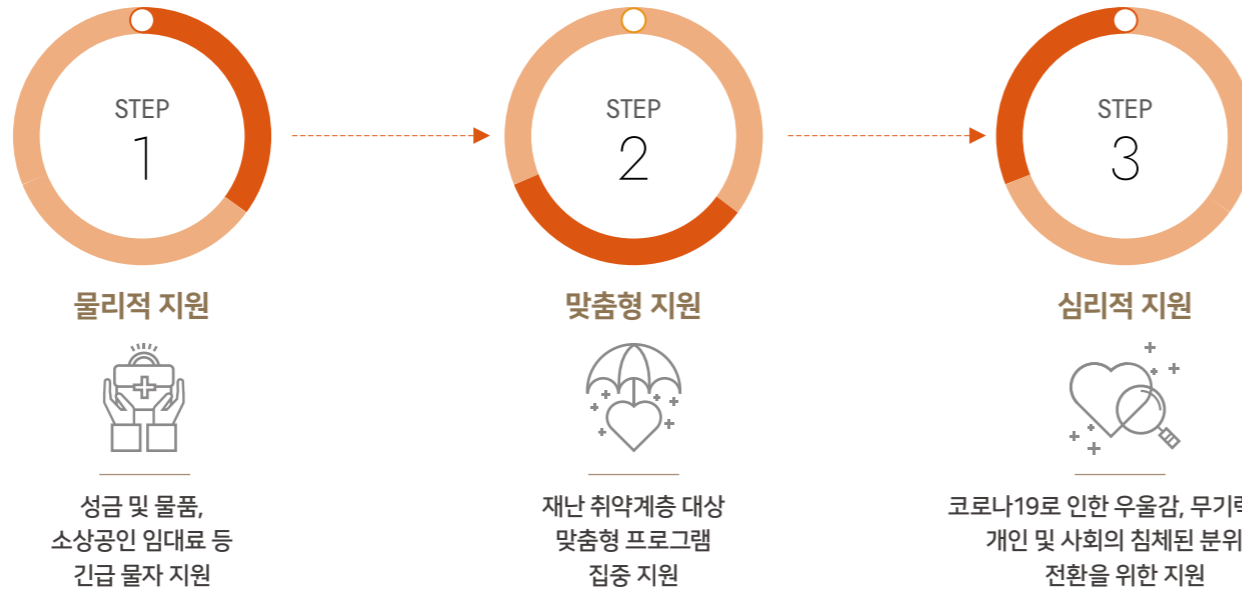 STEP
1
STEP
2
STEP
3
물리적 지원
맞춤형 지원
심리적 지원
성금 및 물품,
소상공인 임대료 등
긴급 물자 지원
재난 취약계층 대상
맞춤형 프로그램
집중 지원
코로나19로 인한 우울감,
개인 및 사회의 침체된
전환을 위한 지원